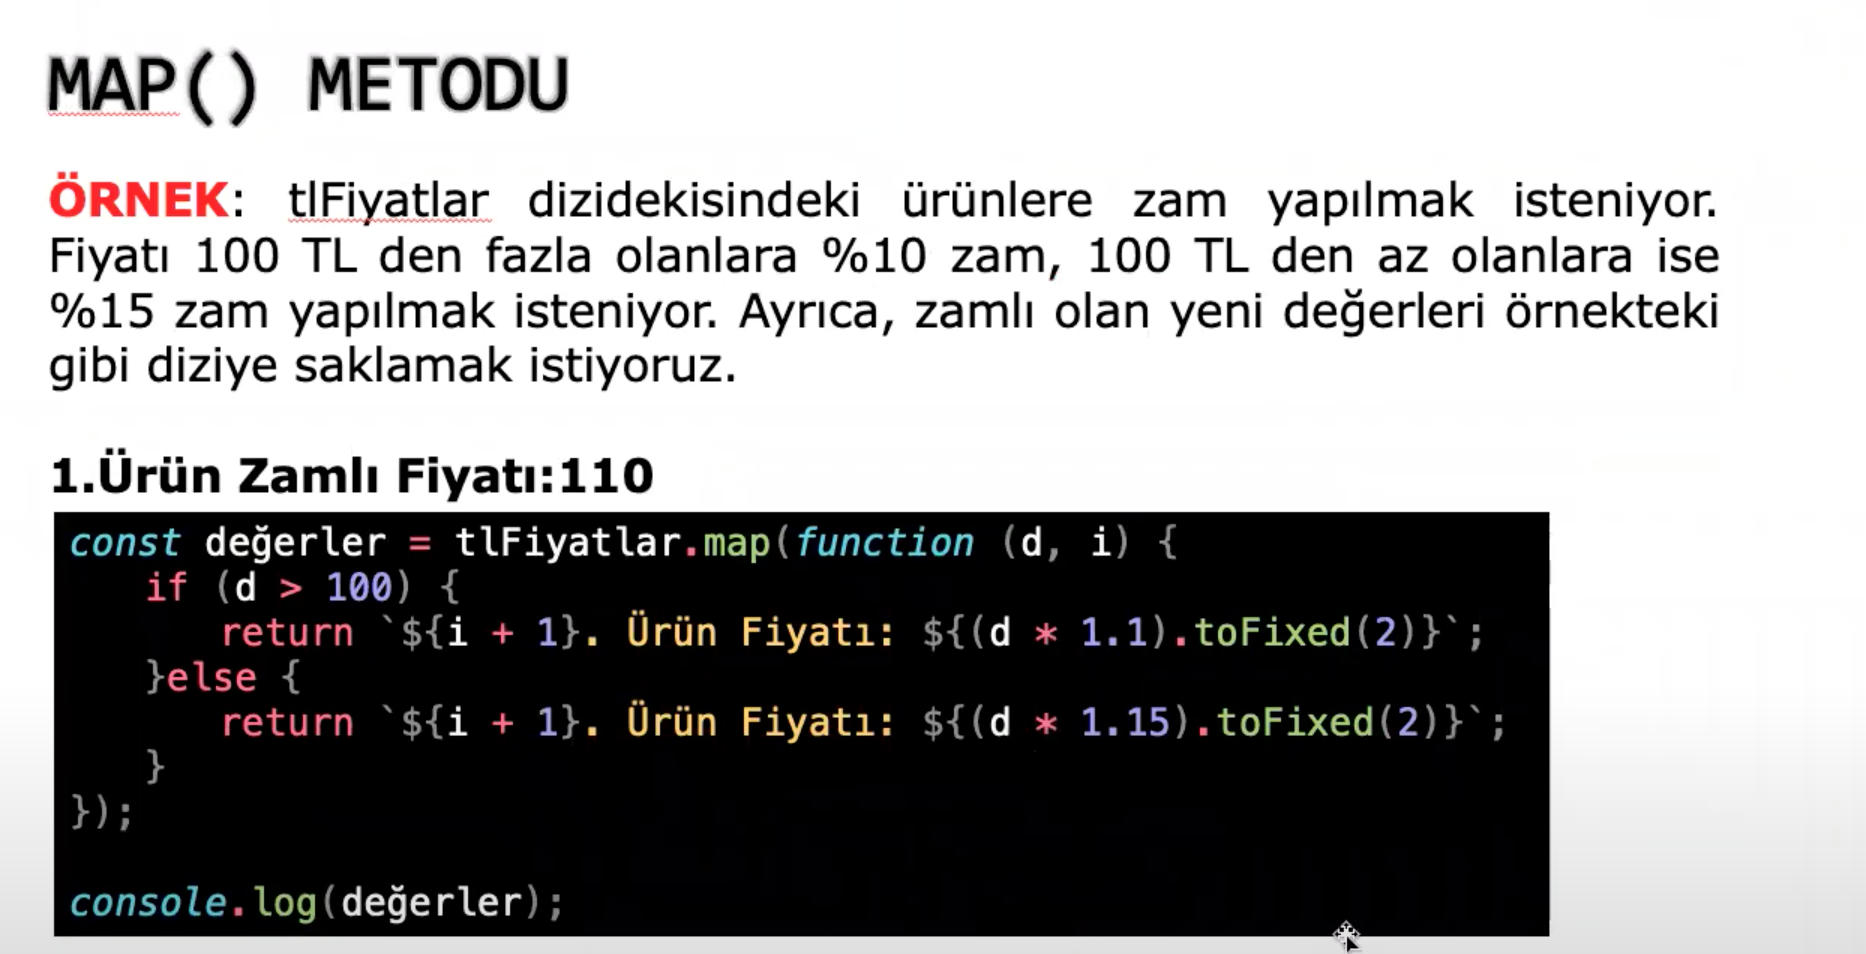 MAP() METODU
ÖRNEK: tlFiyatlar dizidekisindeki ürünlere zam yapılmak isteniyor.
Fiyatı 100 TL den fazla olanlara %10 zam, 100 TL den az olanlara ise
%15 zam yapılmak isteniyor. Ayrıca, zamlı olan yeni değerleri örnekteki
gibi diziye saklamak istiyoruz.
1.Ürün Zamlı Fiyatı:110
const değerler = tlFiyatlar.map(function (d, i) {
    if (d > 100) {
        return `${i + 1}. Ürün Fiyatı: ${(d * 1.1).toFixed(2)}`;
    }else {
        return `${i + 1}. Ürün Fiyatı: ${(d * 1.15).toFixed(2)}`;
    }
});
console.log(değerler);